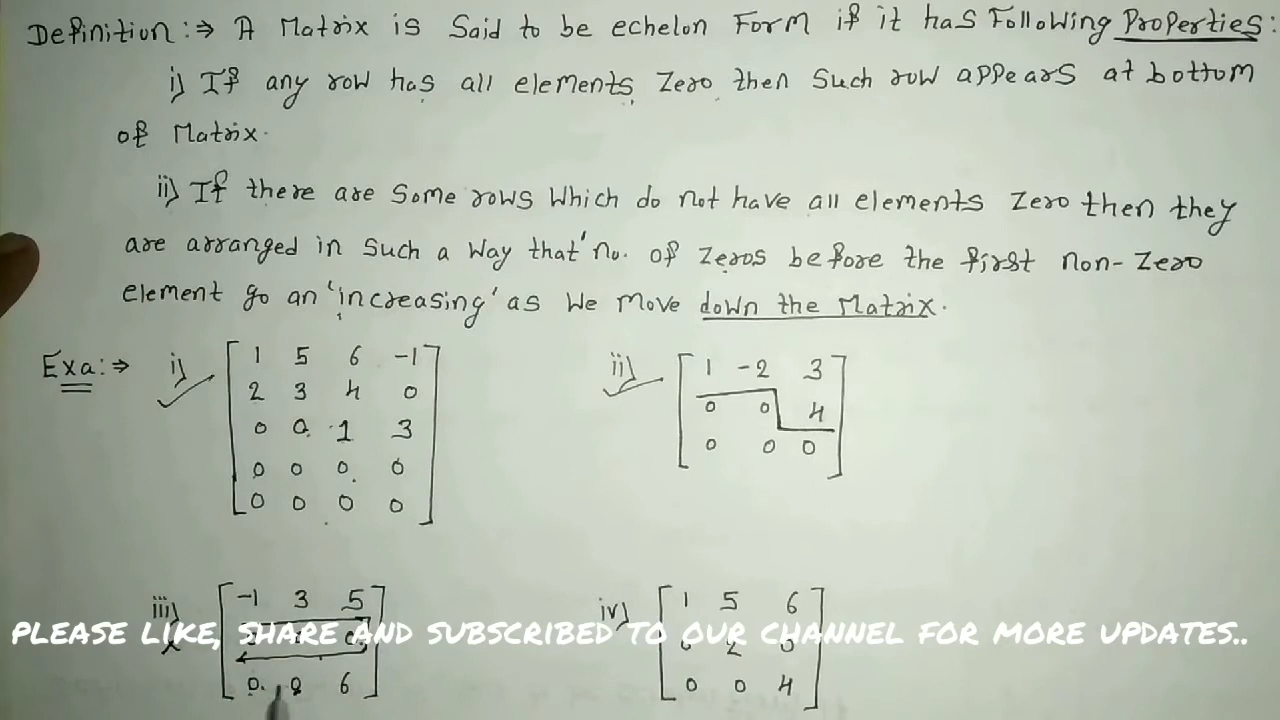 Definition :⇒ A Matrix is Said to be echelon Form if it has Following Properties :
i) If any row has all elements Zero then Such row appears at bottom
of Matrix.
ii) If there are Some rows Which do not have all elements Zero then they
are arranged in Such a Way that no. of Zeros before the first non-Zero
element go an 'increasing' as We move down the Matrix.
Exa :⇒ i)
1 5 6 -1
2 3 4 0
0 0 1 3
0 0 0 0
0 0 0 0
ii)
1 -2 3
0 0 4
0 0 0
iii)
-1 3 5
0 0 6
iv)
1 5 6
0 2 0
0 0 4
PLEASE LIKE, SHARE AND SUBSCRIBED TO OUR CHANNEL FOR MORE UPDATES..